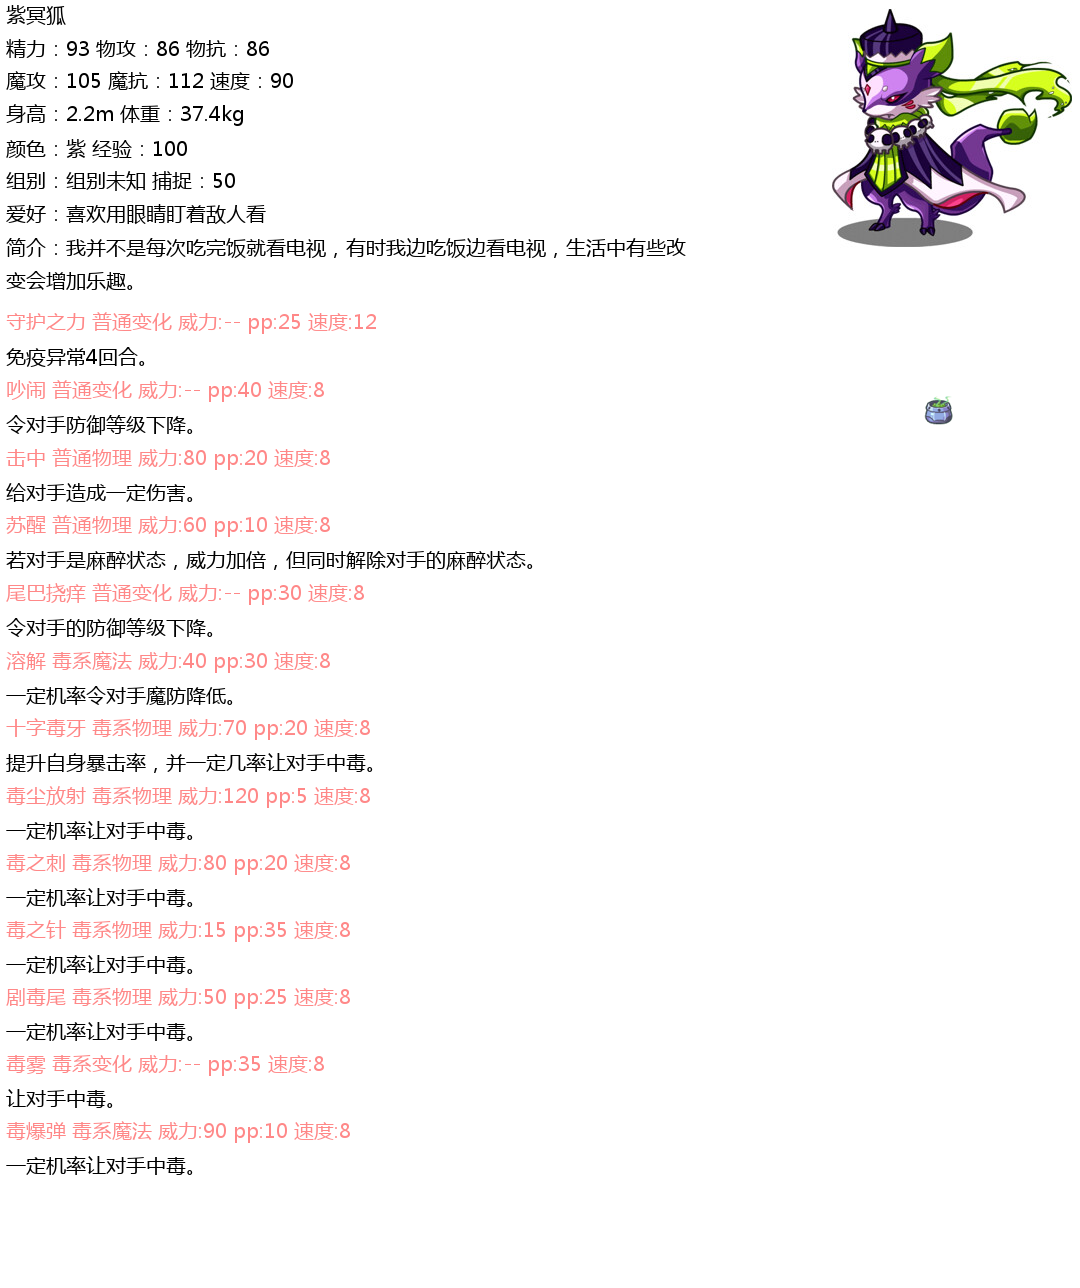 紫冥狐
精力：93 物攻：86 物抗：86
魔攻：105 魔抗：112 速度：90
身高：2.2m 体重：37.4kg
颜色：紫 经验：100
组别：组别未知 捕捉：50
爱好：喜欢用眼睛盯着敌人看
简介：我并不是每次吃完饭就看电视，有时我边吃饭边看电视，生活中有些改
变会增加乐趣。
守护之力 普通变化 威力:-- pp:25 速度:12
免疫异常4回合。
吵闹 普通变化 威力:-- pp:40 速度:8
令对手防御等级下降。
击中 普通物理 威力:80 pp:20 速度:8
给对手造成一定伤害。
苏醒 普通物理 威力:60 pp:10 速度:8
若对手是麻醉状态，威力加倍，但同时解除对手的麻醉状态。
尾巴挠痒 普通变化 威力:-- pp:30 速度:8
令对手的防御等级下降。
溶解 毒系魔法 威力:40 pp:30 速度:8
一定机率令对手魔防降低。
十字毒牙 毒系物理 威力:70 pp:20 速度:8
提升自身暴击率，并一定几率让对手中毒。
毒尘放射 毒系物理 威力:120 pp:5 速度:8
一定机率让对手中毒。
毒之刺 毒系物理 威力:80 pp:20 速度:8
一定机率让对手中毒。
毒之针 毒系物理 威力:15 pp:35 速度:8
一定机率让对手中毒。
剧毒尾 毒系物理 威力:50 pp:25 速度:8
一定机率让对手中毒。
毒雾 毒系变化 威力:-- pp:35 速度:8
让对手中毒。
毒爆弹 毒系魔法 威力:90 pp:10 速度:8
一定机率让对手中毒。